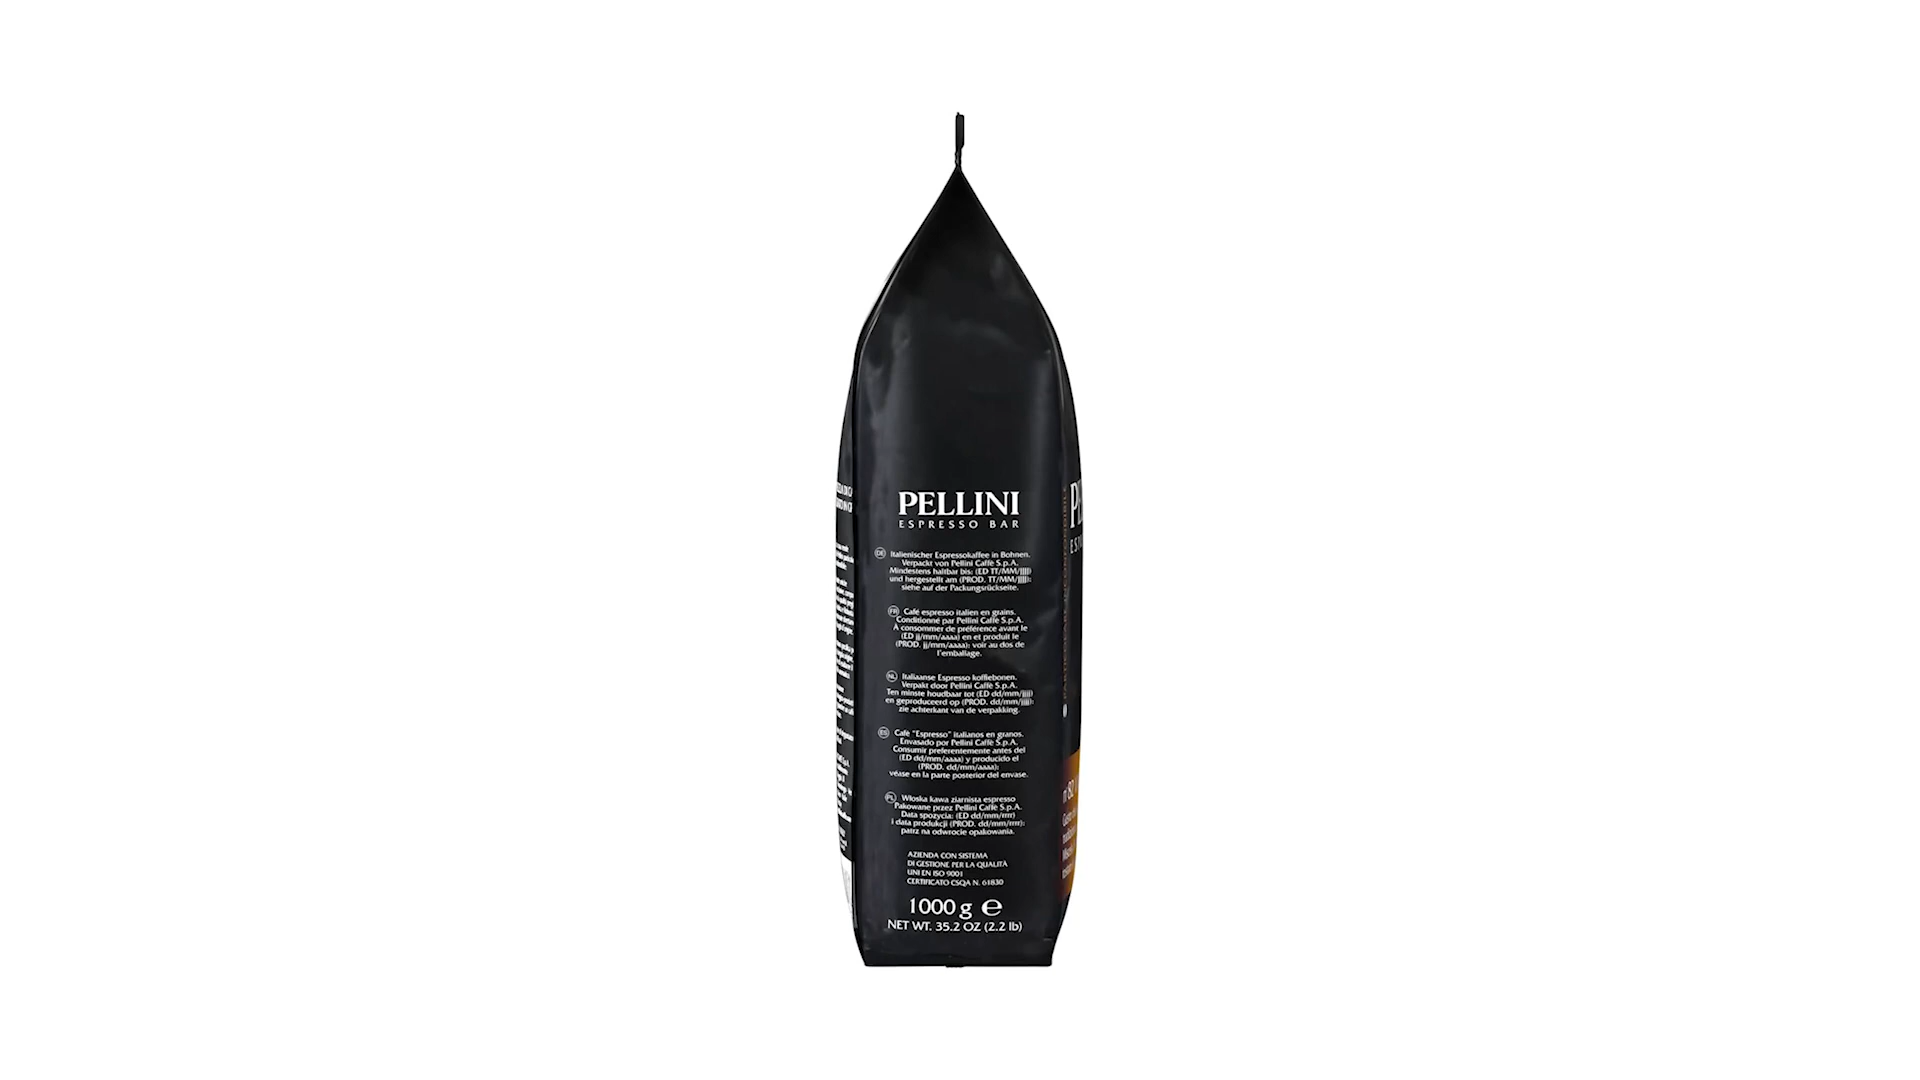 PELLINI
ESPRESSO BAR
DE Italienischer Espressokaffee in Bohnen.
Verpackt von Pellini Caffè S.p.A.
Mindestens haltbar bis: (ED TT/MM/JJJJ)
und hergestellt am (PROD. TT/MM/JJJJ):
siehe auf der Packungsrückseite.
FR Café espresso italien en grains.
Conditionné par Pellini Caffè S.p.A.
À consommer de préférence avant le
(ED jj/mm/aaaa) en et produit le
(PROD. jj/mm/aaaa): voir au dos de
l'emballage.
NL Italiaanse Espresso koffiebonen.
Verpakt door Pellini Caffè S.p.A.
Ten minste houdbaar tot (ED dd/mm/jjjj)
en geproduceerd op (PROD. dd/mm/jjjj):
zie achterkant van de verpakking.
ES Café "Espresso" italianos en granos.
Envasado por Pellini Caffè S.p.A.
Consumir preferentemente antes del
(ED dd/mm/aaaa) y producido el
(PROD. dd/mm/aaaa):
véase en la parte posterior del envase.
PL Włoska kawa ziarnista espresso
Pakowane przez Pellini Caffè S.p.A.
Data spożycia: (ED dd/mm/rrrr)
i data produkcji (PROD. dd/mm/rrrr):
patrz na odwrocie opakowania.
AZIENDA CON SISTEMA
DI GESTIONE PER LA QUALITÀ
UNI EN ISO 9001
CERTIFICATO CSQA N. 61830
1000 g e
NET WT. 35.2 OZ (2.2 lb)
n° 82